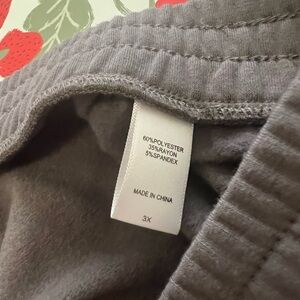 60%POLYESTER
35%RAYON
5%SPANDEX
MADE IN CHINA
3X